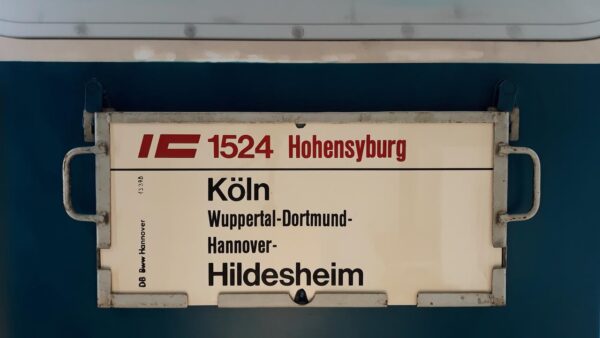 IC 1524 Hohensyburg
Köln
Wuppertal-Dortmund-
Hannover-
Hildesheim
DB Bww Hannover